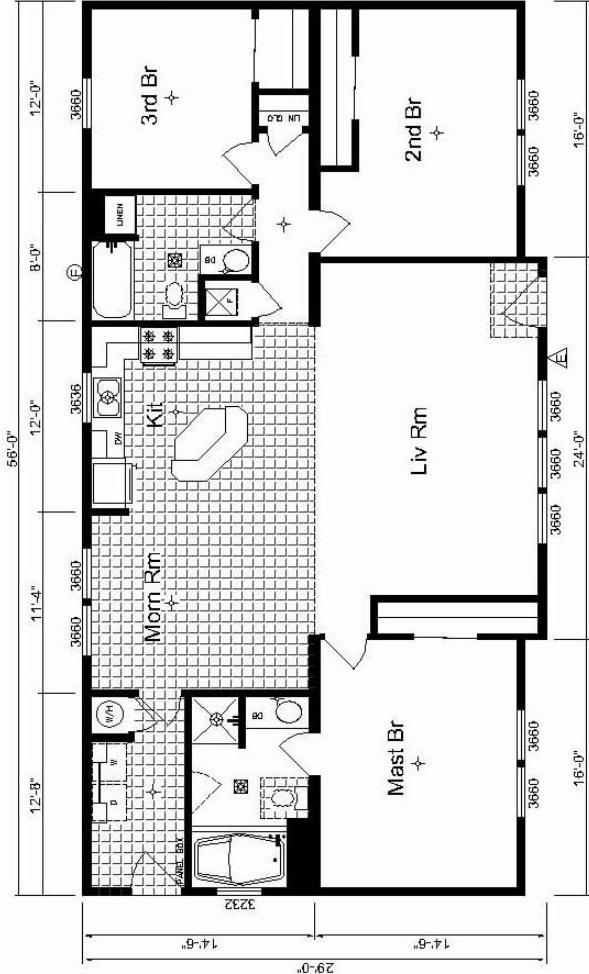 56'-0"
12'-8"
11'-4"
12'-0"
8'-0"
12'-0"
3660
3660
3636
F
3660
W/H
W
D
PANEL BOX
3232
DB
Morn Rm
Kit
DW
F
DB
LINEN
3rd Br
LIN CLO
Mast Br
Liv Rm
2nd Br
3660
3660
3660
3660
3660
E
3660
3660
16'-0"
24'-0"
16'-0"
14'-6"
14'-6"
29'-0"